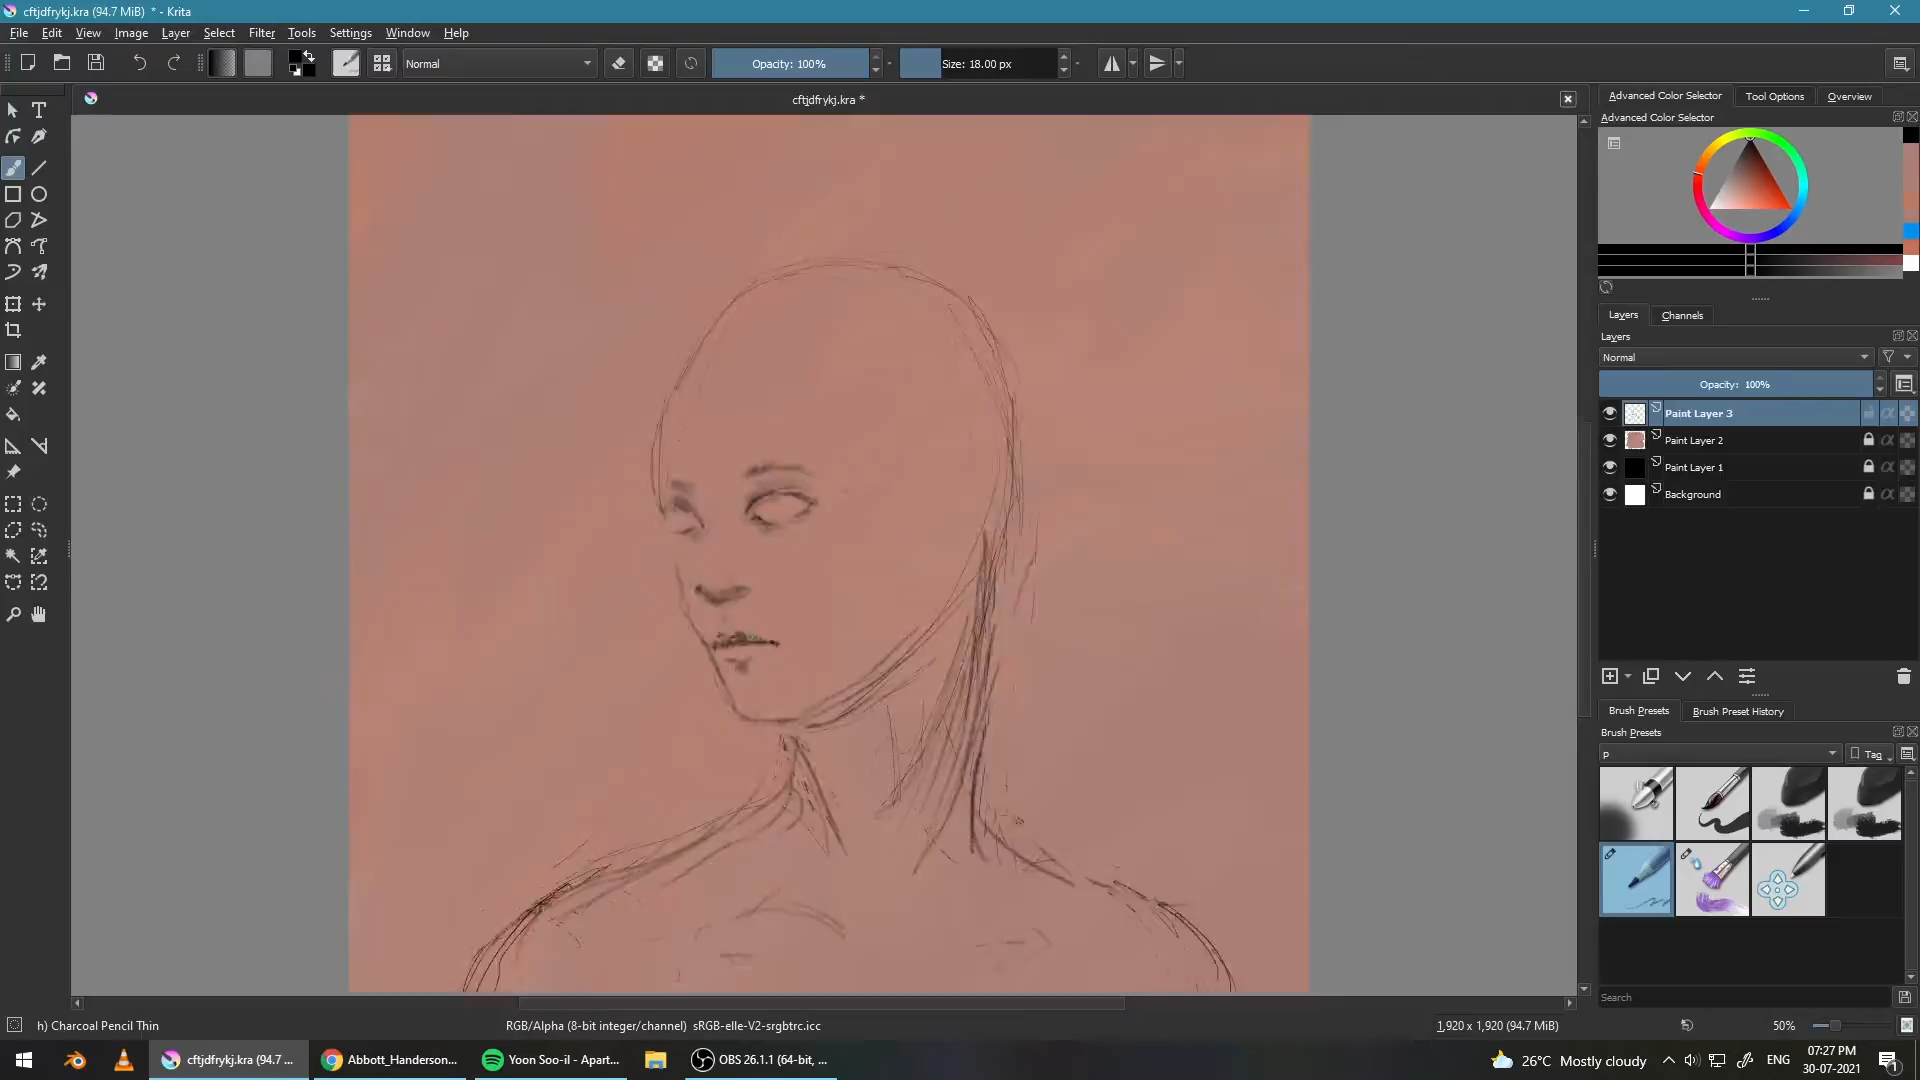 cftjdfrykj.kra (94.7 MiB) * - Krita
File Edit View Image Layer Select Filter Tools Settings Window Help
Normal
Opacity: 100%
Size: 18.00 px
cftjdfrykj.kra *
Advanced Color Selector Tool Options Overview
Advanced Color Selector
Layers Channels
Layers
Normal
Opacity: 100%
Paint Layer 3
Paint Layer 2
Paint Layer 1
Background
Brush Presets Brush Preset History
Brush Presets
p
Tag
Search
h) Charcoal Pencil Thin
RGB/Alpha (8-bit integer/channel) sRGB-elle-V2-srgbtrc.icc
1,920 x 1,920 (94.7 MiB)
50%
cftjdfrykj.kra (94.7 ...
Abbott_Handerson...
Yoon Soo-il - Apart...
OBS 26.1.1 (64-bit, ...
26°C Mostly cloudy
ENG
07:27 PM
30-07-2021
1